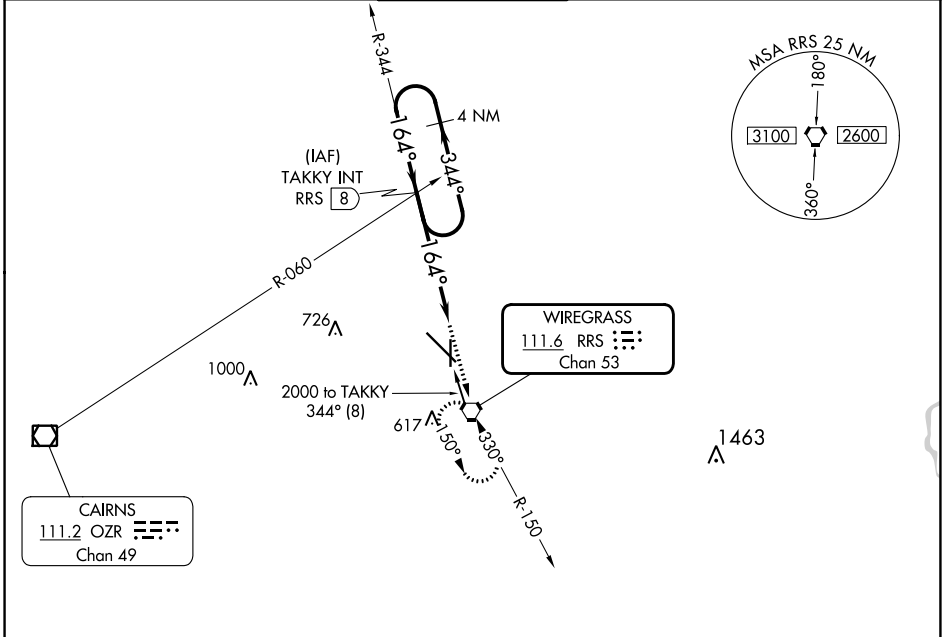 R-344
MSA RRS 25 NM
180°
3100
2600
360°
4 NM
164°
344°
(IAF)
TAKKY INT
RRS 8
164°
R-060
726
1000
WIREGRASS
111.6 RRS
Chan 53
2000 to TAKKY
344° (8)
617
150°
330°
1463
R-150
CAIRNS
111.2 OZR
Chan 49